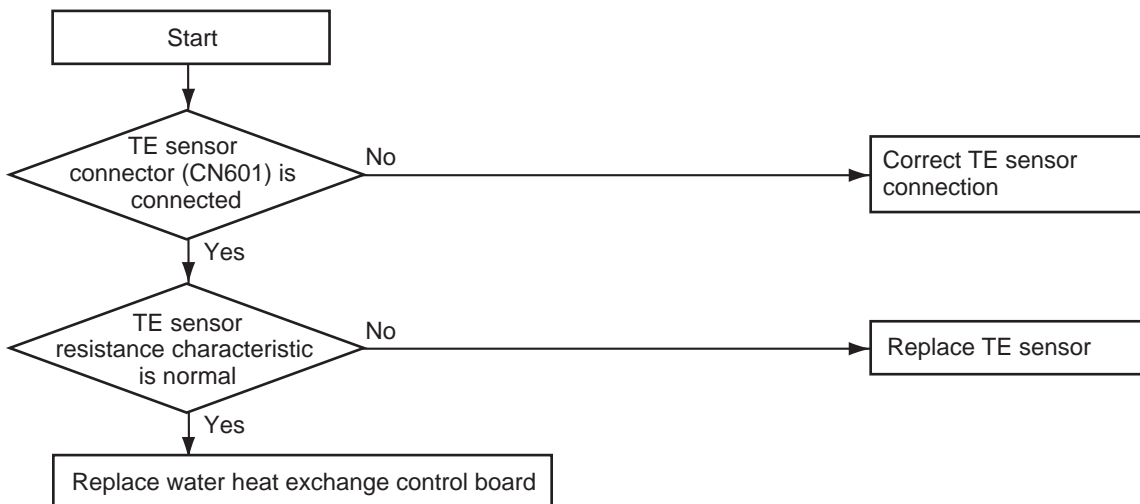 Start
TE sensor
connector (CN601) is
connected
No
Correct TE sensor
connection
Yes
TE sensor
resistance characteristic
is normal
No
Replace TE sensor
Yes
Replace water heat exchange control board